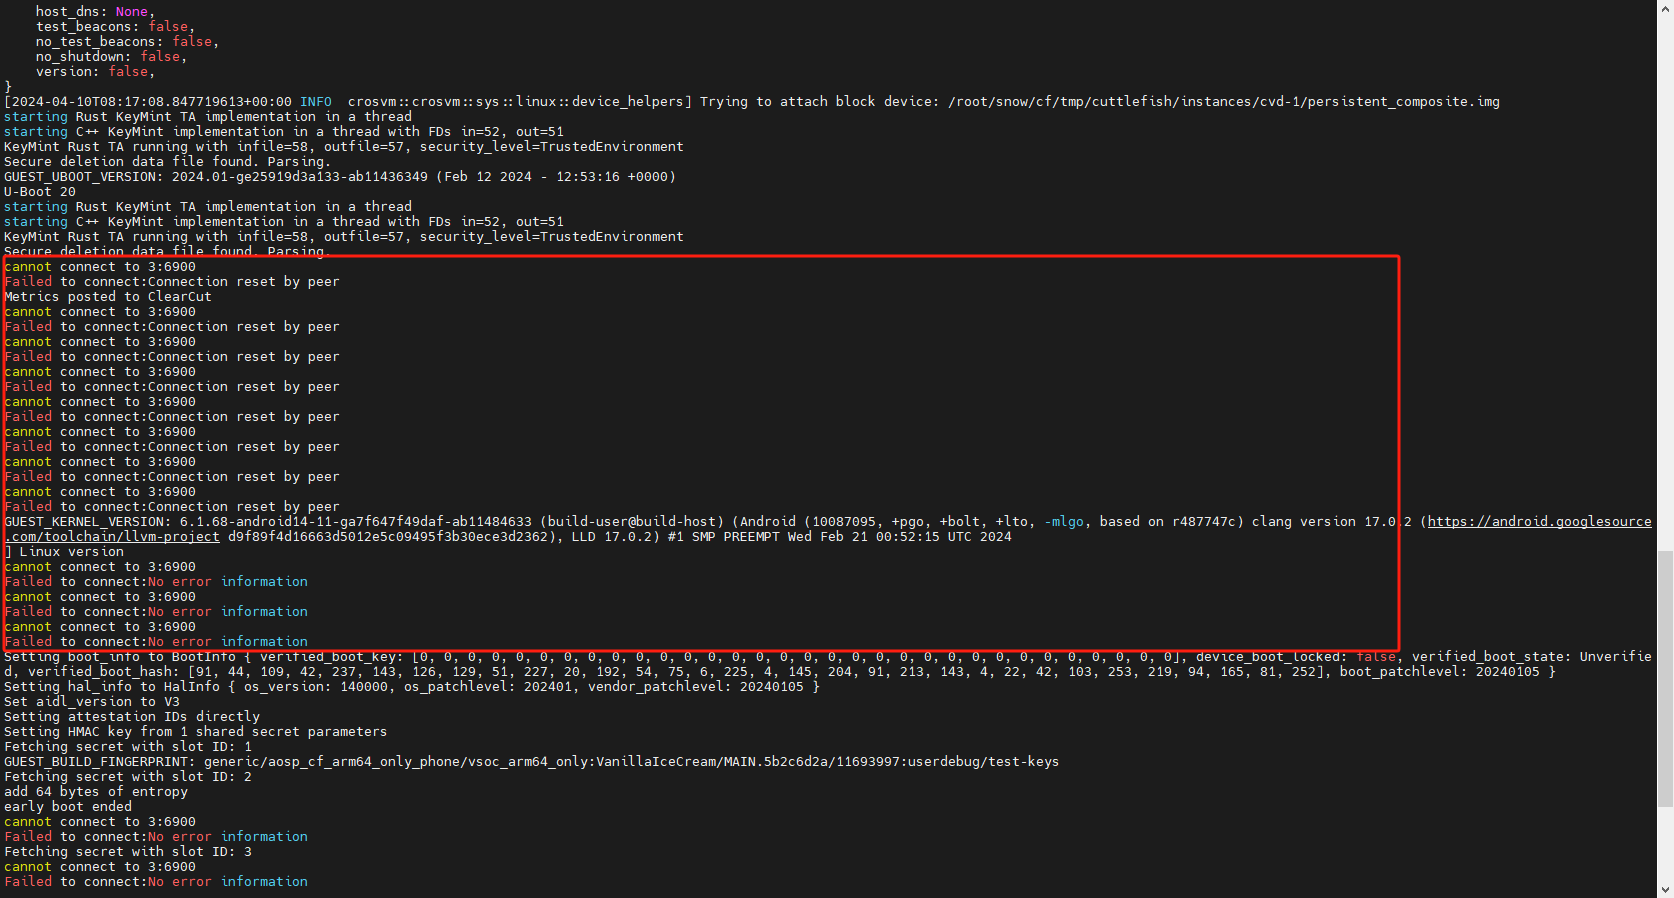 host_dns: None,
test_beacons: false,
no_test_beacons: false,
no_shutdown: false,
version: false,
}
[2024-04-10T08:17:08.847719613+00:00 INFO  crosvm::crosvm::sys::linux::device_helpers] Trying to attach block device: /root/snow/cf/tmp/cuttlefish/instances/cvd-1/persistent_composite.img
starting Rust KeyMint TA implementation in a thread
starting C++ KeyMint implementation in a thread with FDs in=52, out=51
KeyMint Rust TA running with infile=58, outfile=57, security_level=TrustedEnvironment
Secure deletion data file found. Parsing.
GUEST_UBOOT_VERSION: 2024.01-ge25919d3a133-ab11436349 (Feb 12 2024 - 12:53:16 +0000)
U-Boot 20
starting Rust KeyMint TA implementation in a thread
starting C++ KeyMint implementation in a thread with FDs in=52, out=51
KeyMint Rust TA running with infile=58, outfile=57, security_level=TrustedEnvironment
Secure deletion data file found. Parsing.
cannot connect to 3:6900
Failed to connect:Connection reset by peer
Metrics posted to ClearCut
cannot connect to 3:6900
Failed to connect:Connection reset by peer
cannot connect to 3:6900
Failed to connect:Connection reset by peer
cannot connect to 3:6900
Failed to connect:Connection reset by peer
cannot connect to 3:6900
Failed to connect:Connection reset by peer
cannot connect to 3:6900
Failed to connect:Connection reset by peer
cannot connect to 3:6900
Failed to connect:Connection reset by peer
cannot connect to 3:6900
Failed to connect:Connection reset by peer
GUEST_KERNEL_VERSION: 6.1.68-android14-11-ga7f647f49daf-ab11484633 (build-user@build-host) (Android (10087095, +pgo, +bolt, +lto, -mlgo, based on r487747c) clang version 17.0.2 (https://android.googlesource
.com/toolchain/llvm-project d9f89f4d16663d5012e5c09495f3b30ece3d2362), LLD 17.0.2) #1 SMP PREEMPT Wed Feb 21 00:52:15 UTC 2024
] Linux version
cannot connect to 3:6900
Failed to connect:No error information
cannot connect to 3:6900
Failed to connect:No error information
cannot connect to 3:6900
Failed to connect:No error information
Setting boot_info to BootInfo { verified_boot_key: [0, 0, 0, 0, 0, 0, 0, 0, 0, 0, 0, 0, 0, 0, 0, 0, 0, 0, 0, 0, 0, 0, 0, 0, 0, 0, 0, 0, 0, 0, 0, 0], device_boot_locked: false, verified_boot_state: Unverifie
d, verified_boot_hash: [91, 44, 109, 42, 237, 143, 126, 129, 51, 227, 20, 192, 54, 75, 6, 225, 4, 145, 204, 91, 213, 143, 4, 22, 42, 103, 253, 219, 94, 165, 81, 252], boot_patchlevel: 20240105 }
Setting hal_info to HalInfo { os_version: 140000, os_patchlevel: 202401, vendor_patchlevel: 20240105 }
Set aidl_version to V3
Setting attestation IDs directly
Setting HMAC key from 1 shared secret parameters
Fetching secret with slot ID: 1
GUEST_BUILD_FINGERPRINT: generic/aosp_cf_arm64_only_phone/vsoc_arm64_only:VanillaIceCream/MAIN.5b2c6d2a/11693997:userdebug/test-keys
Fetching secret with slot ID: 2
add 64 bytes of entropy
early boot ended
cannot connect to 3:6900
Failed to connect:No error information
Fetching secret with slot ID: 3
cannot connect to 3:6900
Failed to connect:No error information